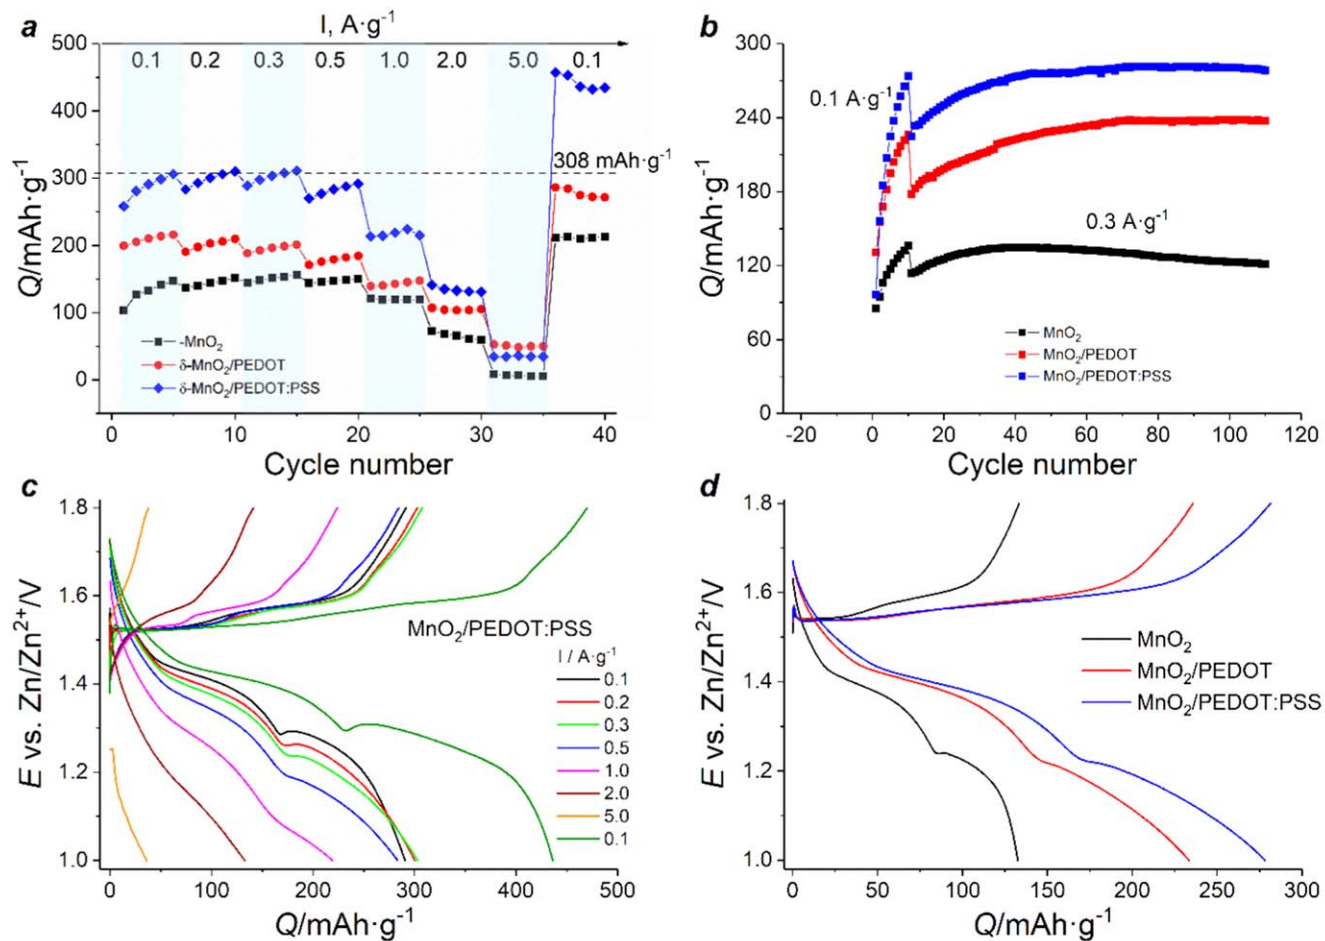 a
I, A·g⁻¹
500
400
300
200
100
0
Q/mAh·g⁻¹
0.1 0.2 0.3 0.5 1.0 2.0 5.0 0.1
308 mAh·g⁻¹
-MnO₂
δ-MnO₂/PEDOT
δ-MnO₂/PEDOT:PSS
0 10 20 30 40
Cycle number
b
300
240
180
120
60
0
Q/mAh·g⁻¹
0.1 A·g⁻¹
0.3 A·g⁻¹
MnO₂
MnO₂/PEDOT
MnO₂/PEDOT:PSS
-20 0 20 40 60 80 100 120
Cycle number
c
1.8
1.6
1.4
1.2
1.0
E vs. Zn/Zn²⁺/V
MnO₂/PEDOT:PSS
I / A·g⁻¹
0.1
0.2
0.3
0.5
1.0
2.0
5.0
0.1
0 100 200 300 400 500
Q/mAh·g⁻¹
d
1.8
1.6
1.4
1.2
1.0
E vs. Zn/Zn²⁺/V
MnO₂
MnO₂/PEDOT
MnO₂/PEDOT:PSS
0 50 100 150 200 250 300
Q/mAh·g⁻¹